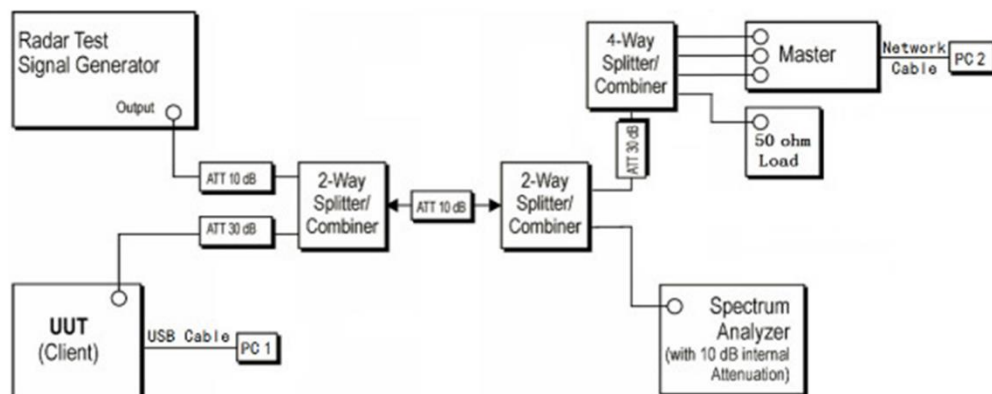 Radar Test
Signal Generator
Output
ATT 10 dB
2-Way
Splitter/
Combiner
ATT 30 dB
ATT 10 dB
2-Way
Splitter/
Combiner
ATT 30 dB
4-Way
Splitter/
Combiner
Master
Network
Cable
PC 2
50 ohm
Load
UUT
(Client)
USB Cable
PC 1
Spectrum
Analyzer
(with 10 dB internal
Attenuation)